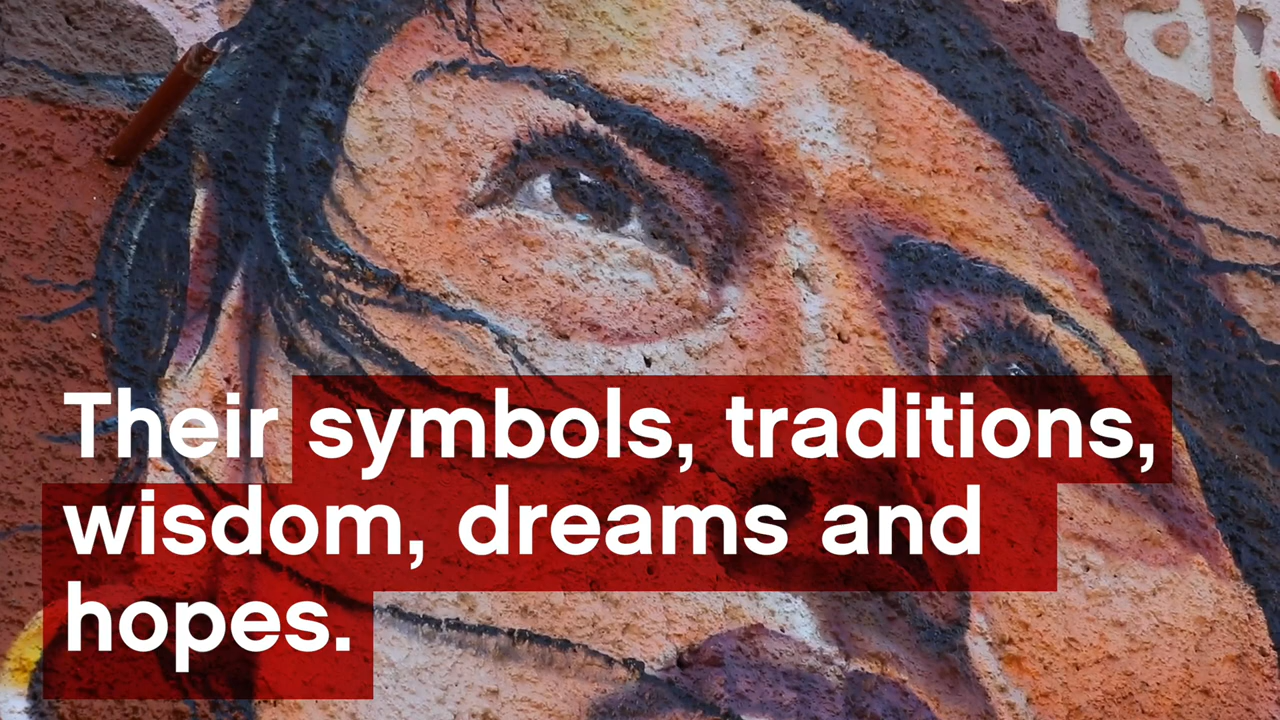 Their symbols, traditions,
wisdom, dreams and
hopes.